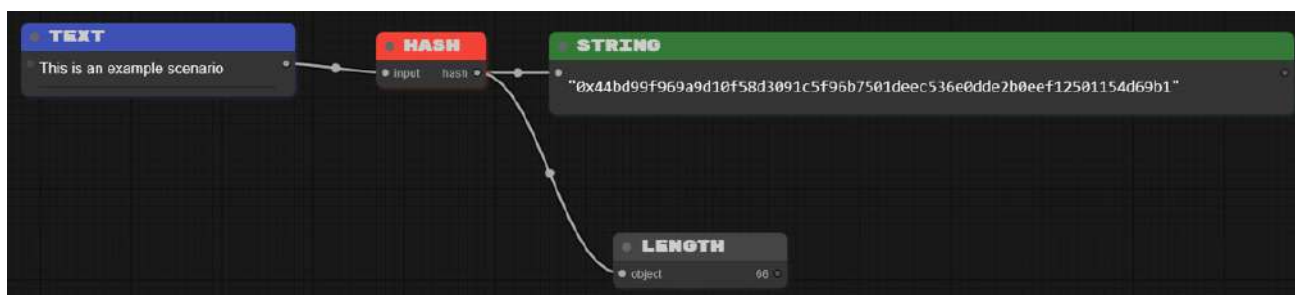 TEXT
This is an example scenario
HASH
input hash
STRING
"0x44bd99f969a9d10f58d3091c5f96b7501deec536e0dde2b0eef12501154d69b1"
LENGTH
object 66